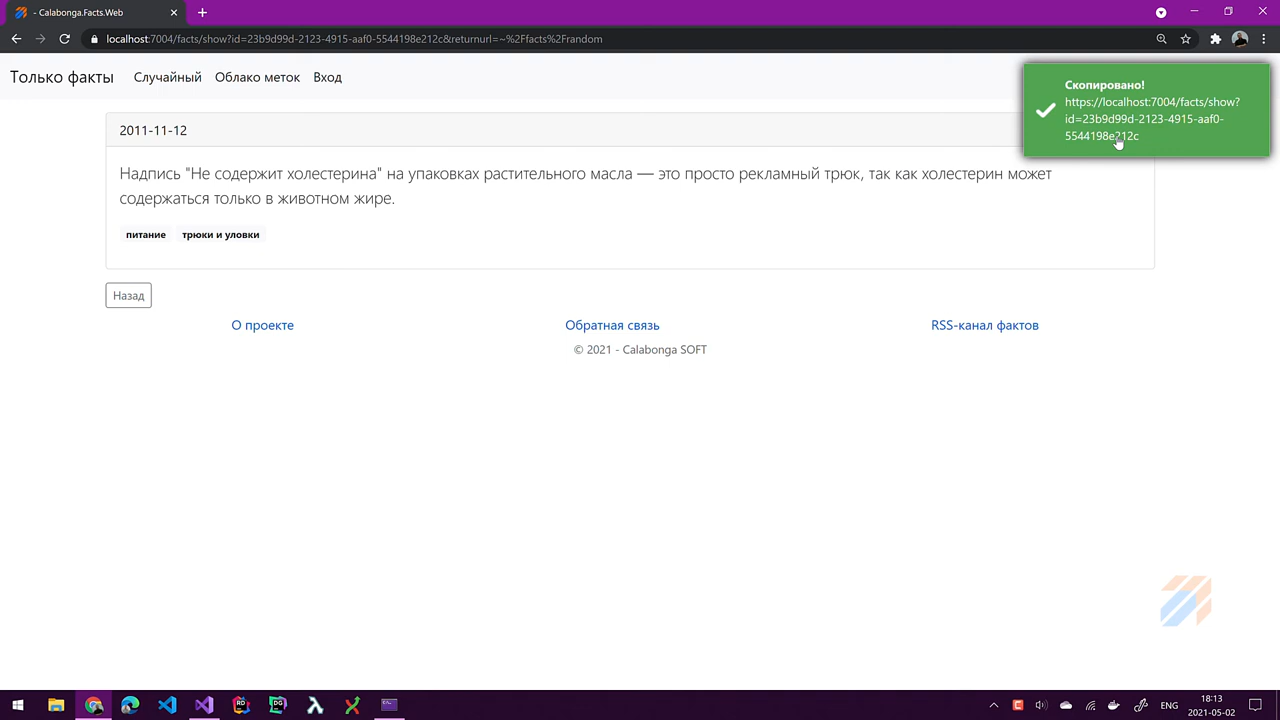 - Calabonga.Facts.Web
localhost:7004/facts/show?id=23b9d99d-2123-4915-aaf0-5544198e212c&returnurl=~%2Ffacts%2Frandom
Только факты Случайный Облако меток Вход
Скопировано!
https://localhost:7004/facts/show?
id=23b9d99d-2123-4915-aaf0-
5544198e212c
2011-11-12
Надпись "Не содержит холестерина" на упаковках растительного масла — это просто рекламный трюк, так как холестерин может
содержаться только в животном жире.
питание трюки и уловки
Назад
О проекте Обратная связь RSS-канал фактов
© 2021 - Calabonga SOFT
RD DG
ENG 18:13
2021-05-02